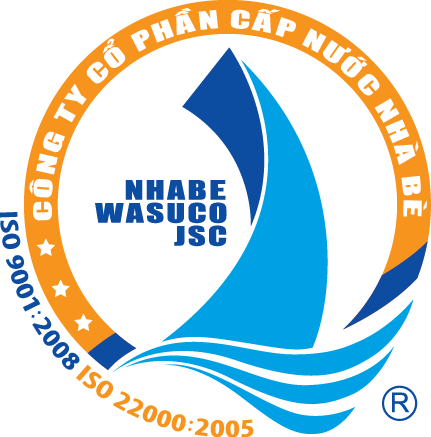 CÔNG TY CỔ PHẦN CẤP NƯỚC NHÀ BÈ
NHABE
WASUCO
JSC
ISO 9001:2008
ISO 22000:2005
®